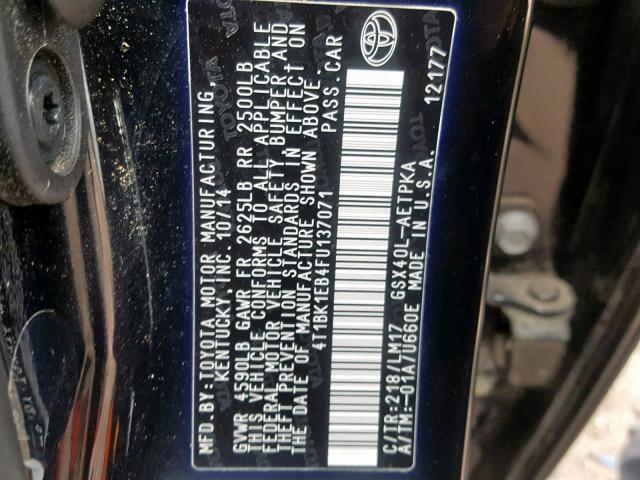 MFD. BY: TOYOTA MOTOR MANUFACTURING,
KENTUCKY, INC. 10/14
GVWR 4590LB GAWR FR 2625LB RR 2500LB
THIS VEHICLE CONFORMS TO ALL APPLICABLE
FEDERAL MOTOR VEHICLE SAFETY, BUMPER AND
THEFT PREVENTION STANDARDS IN EFFECT ON
THE DATE OF MANUFACTURE SHOWN ABOVE.
4T1BK1EB4FU137071 PASS. CAR
C/TR:218/LM17 GSX40L-AETPKA
A/TM:-01A/U660E MADE IN U.S.A.
12177